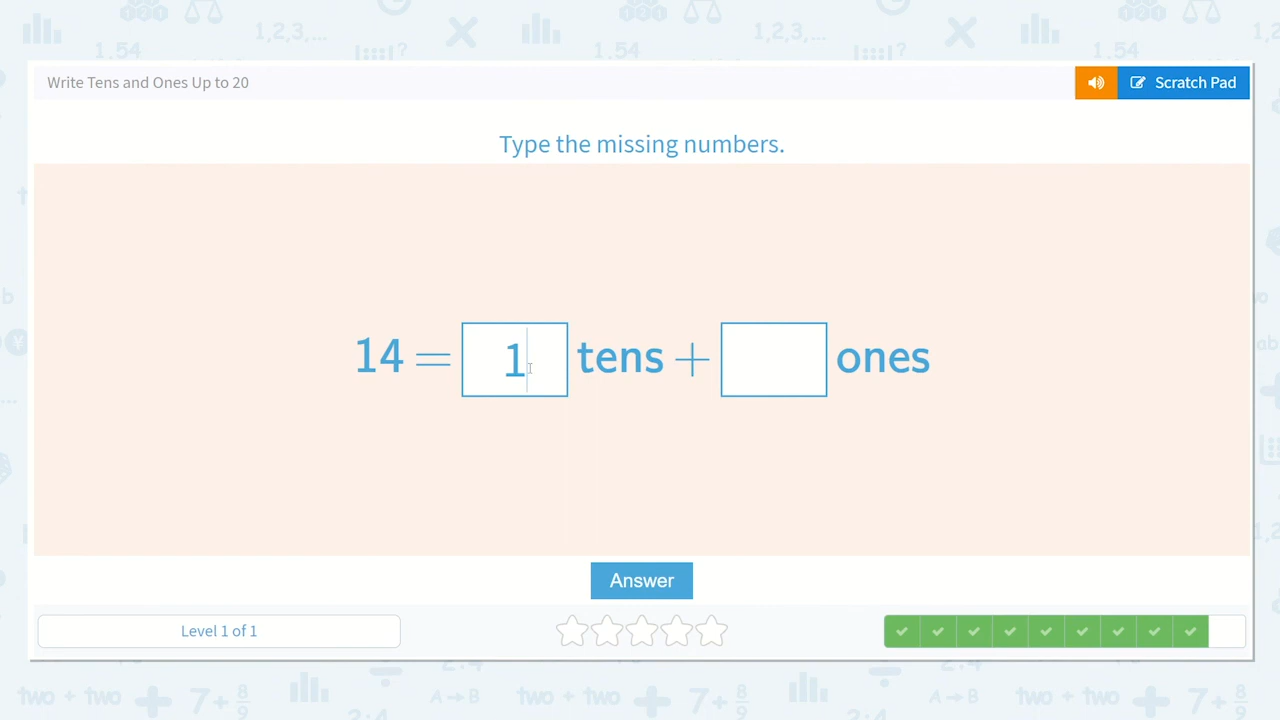 Write Tens and Ones Up to 20
Scratch Pad
Type the missing numbers.
14 = 1 tens + ones
Answer
Level 1 of 1